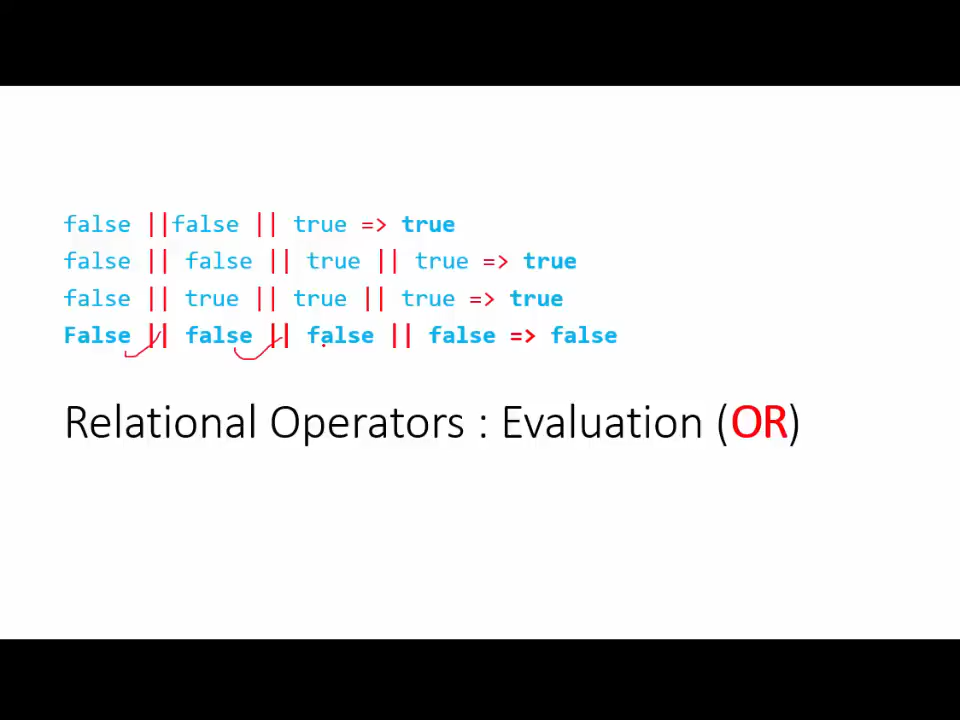 false ||false || true => true
false || false || true || true => true
false || true || true || true => true
False || false || false || false => false
Relational Operators : Evaluation (OR)